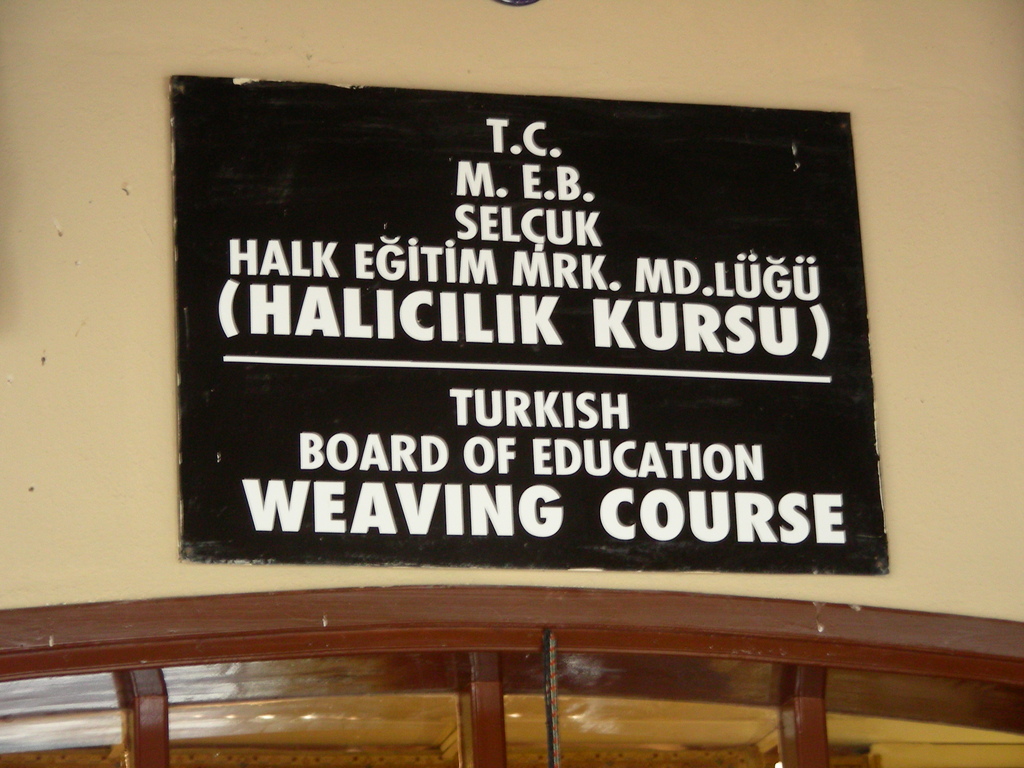 T.C.
M. E.B.
SELÇUK
HALK EĞİTİM MRK. MD.LÜĞÜ
(HALICILIK KURSU)
TURKISH
BOARD OF EDUCATION
WEAVING COURSE